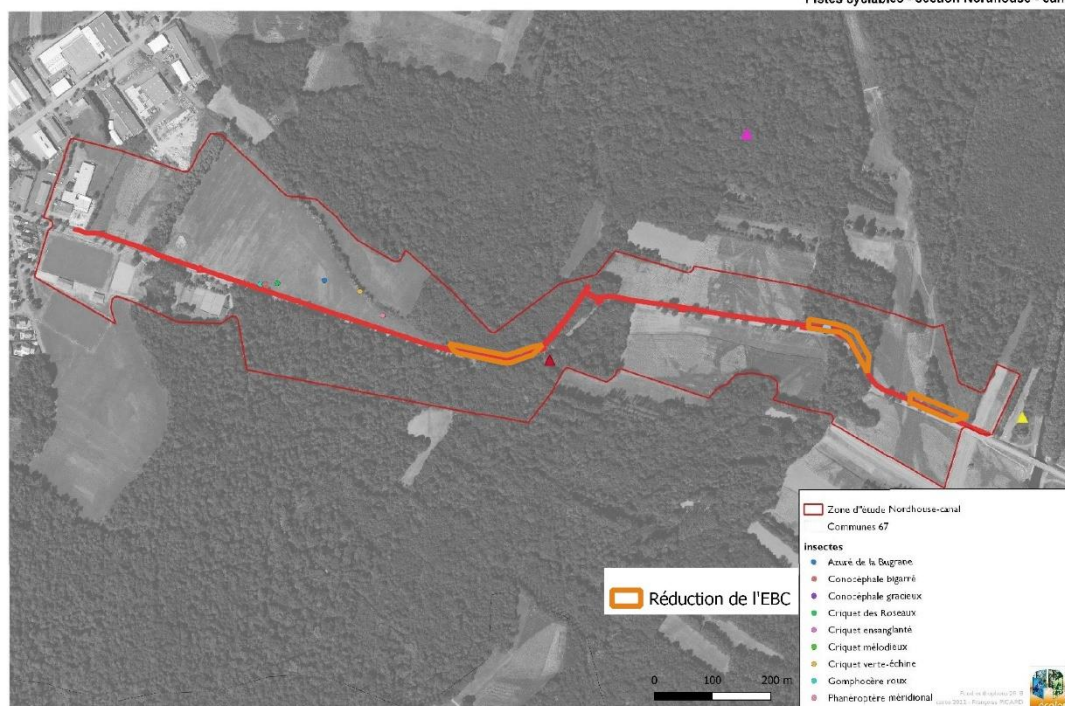 Pistes cyclables - section Nordhouse -
Zone d"étude Nordhouse-canal
Communes 67
insectes
Azuré de la Bugrane
Conocéphale bigarré
Conocéphale gracieux
Criquet des Roseaux
Criquet ensanglanté
Criquet mélodieux
Criquet verte-échine
Gomphocère roux
Phanéroptère méridional
Réduction de l'EBC
0 100 200 m